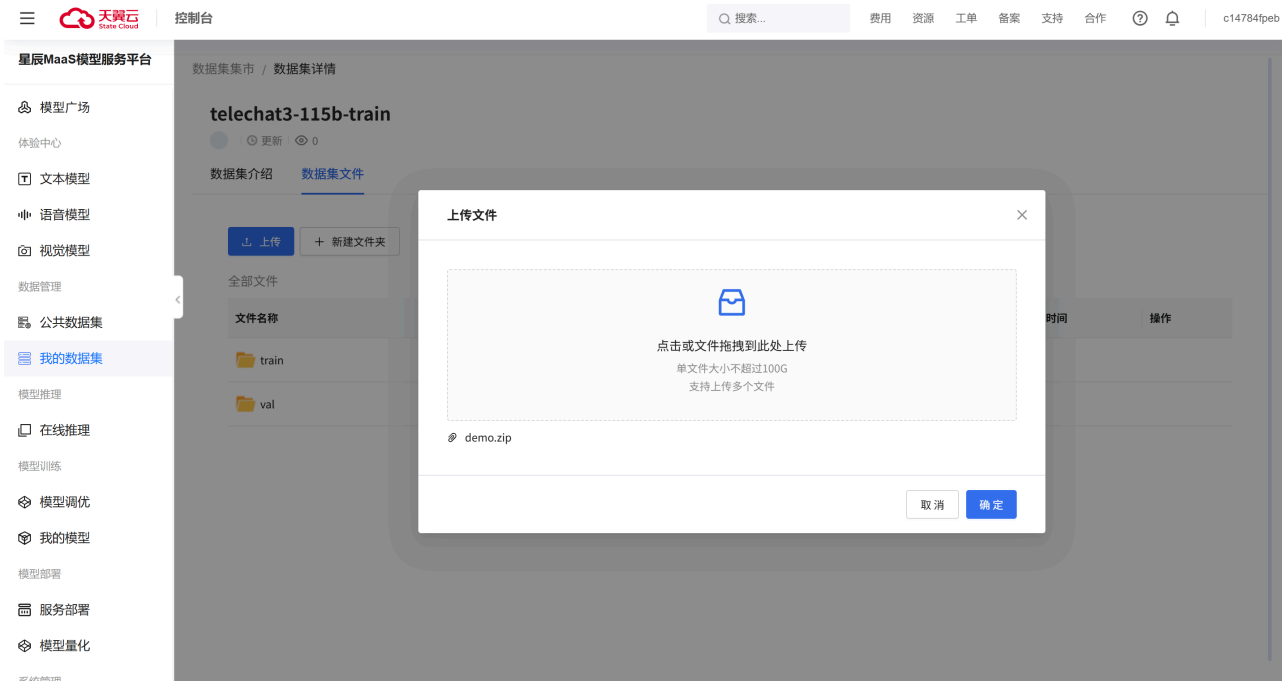 天翼云
State Cloud
控制台
搜索...
费用
资源
工单
备案
支持
合作
c14784fpeb
星辰MaaS模型服务平台
模型广场
体验中心
文本模型
语音模型
视觉模型
数据管理
公共数据集
我的数据集
模型推理
在线推理
模型训练
模型调优
我的模型
模型部署
服务部署
模型量化
系统管理
数据集集市 / 数据集详情
telechat3-115b-train
更新 0
数据集介绍 数据集文件
上传 + 新建文件夹
全部文件
文件名称 时间 操作
train
val
上传文件
点击或文件拖拽到此处上传
单文件大小不超过100G
支持上传多个文件
demo.zip
取消 确定